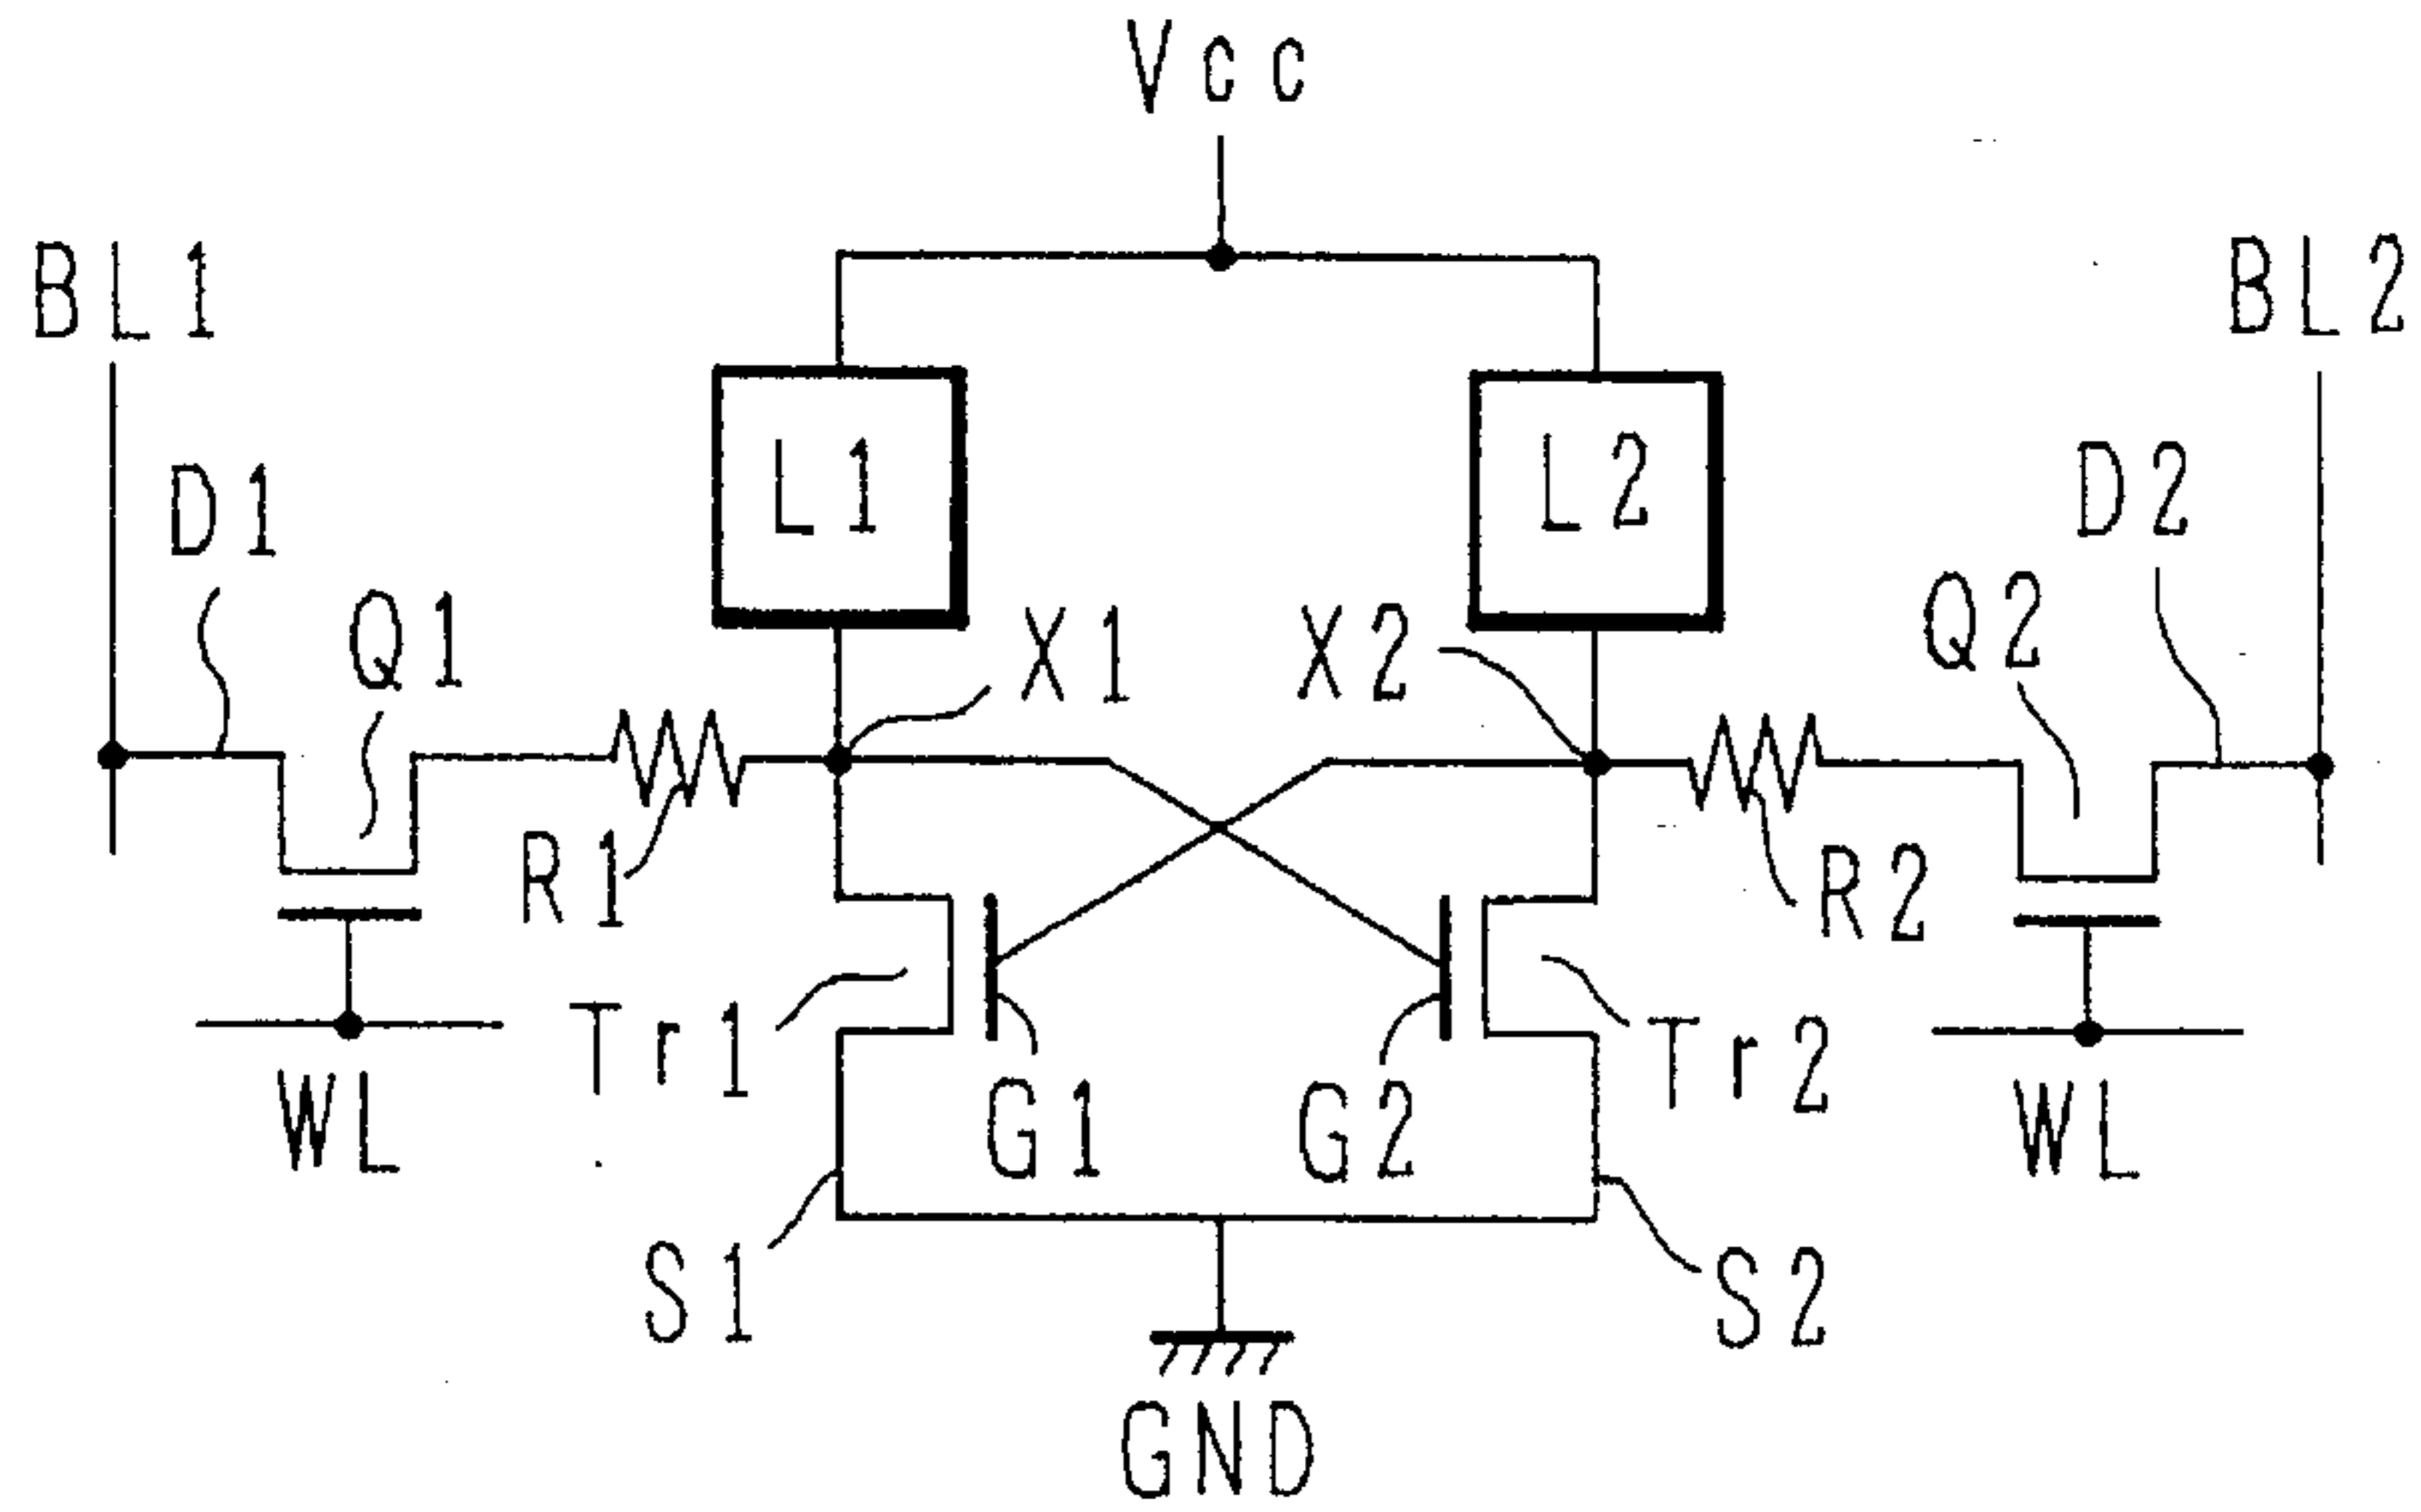 Vcc
BL1
BL2
D1
L1
L2
D2
Q1
X1
X2
Q2
R1
R2
Tr1
Tr2
WL
G1
G2
WL
S1
S2
GND